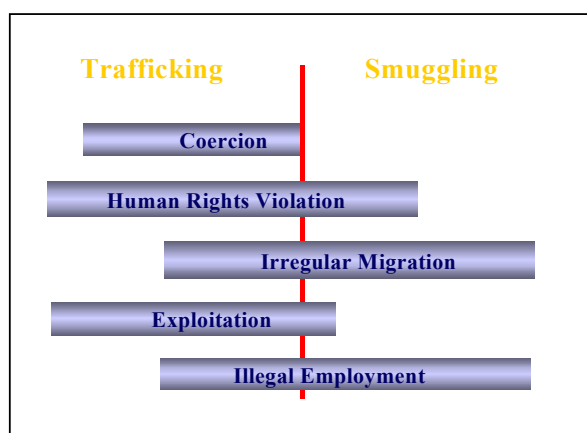 Trafficking Smuggling
Coercion
Human Rights Violation
Irregular Migration
Exploitation
Illegal Employment